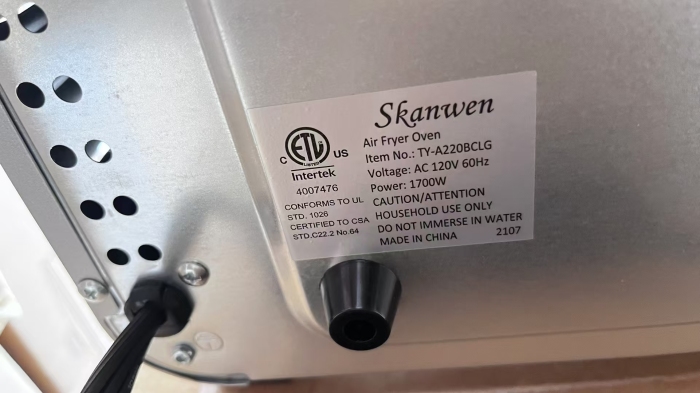 Skanwen
C ETL US
LISTED
Intertek
4007476
CONFORMS TO UL
STD. 1026
CERTIFIED TO CSA
STD.C22.2 No.64
Air Fryer Oven
Item No.: TY-A220BCLG
Voltage: AC 120V 60Hz
Power: 1700W
CAUTION/ATTENTION
HOUSEHOLD USE ONLY
DO NOT IMMERSE IN WATER
MADE IN CHINA 2107